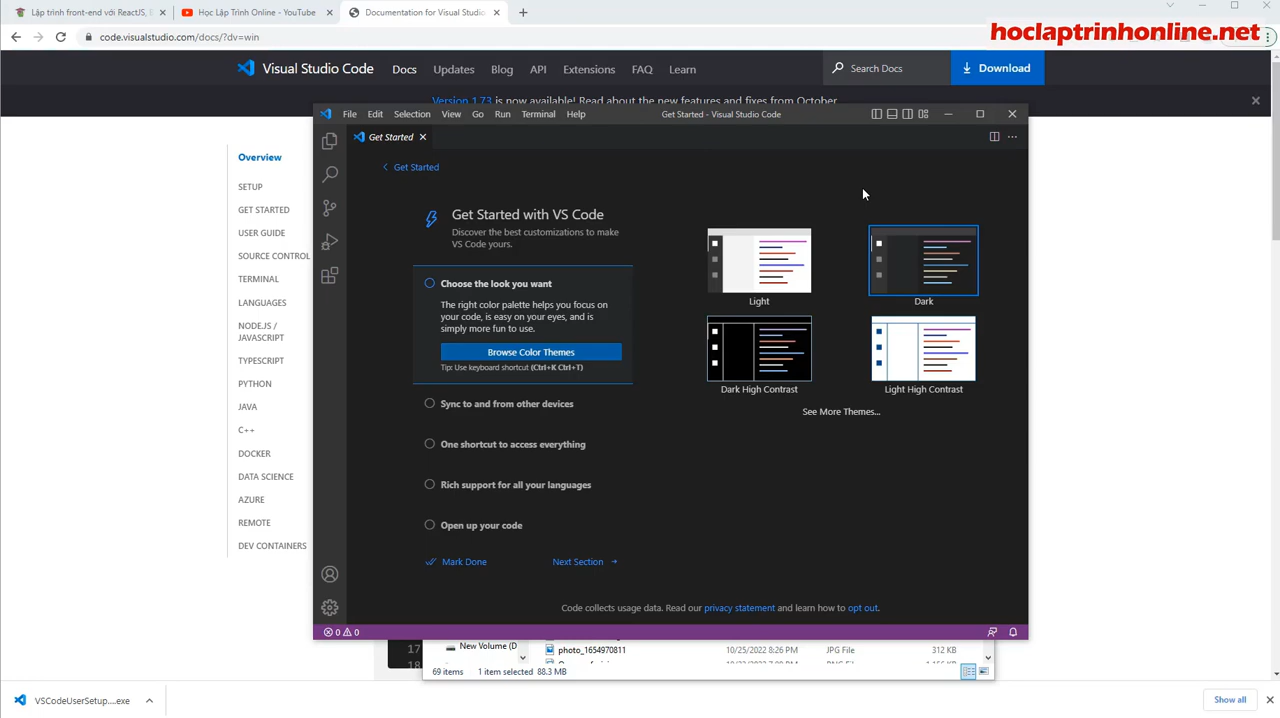 Lập trình front-end với ReactJS,
Học Lập Trình Online - YouTube
Documentation for Visual Studio
code.visualstudio.com/docs/?dv=win
hoclaptrinhonline.net
Visual Studio Code
Docs
Updates
Blog
API
FAQ
Extensions
Learn
Search Docs
Download
Version 1.73 is now available! Read about the new features and fixes from October.
Overview
SETUP
GET STARTED
USER GUIDE
SOURCE CONTROL
TERMINAL
LANGUAGES
NODE.JS /
JAVASCRIPT
TYPESCRIPT
PYTHON
JAVA
C++
DOCKER
DATA SCIENCE
AZURE
REMOTE
DEV CONTAINERS
File Edit Selection View Go Run Terminal Help
Get Started - Visual Studio Code
Get Started
Get Started
Get Started with VS Code
Discover the best customizations to make
VS Code yours.
Choose the look you want
The right color palette helps you focus on
your code, is easy on your eyes, and is
simply more fun to use.
Browse Color Themes
Tip: Use keyboard shortcut (Ctrl+K Ctrl+T)
Sync to and from other devices
One shortcut to access everything
Rich support for all your languages
Open up your code
Mark Done
Next Section
Light
Dark
Dark High Contrast
Light High Contrast
See More Themes...
Code collects usage data. Read our privacy statement and learn how to opt out.
0 0
17
18
New Volume (D
photo_1654970811
10/25/2022 8:26 PM
JPG File
312 KB
69 items
1 item selected 88.3 MB
VSCodeUserSetup....exe
Show all